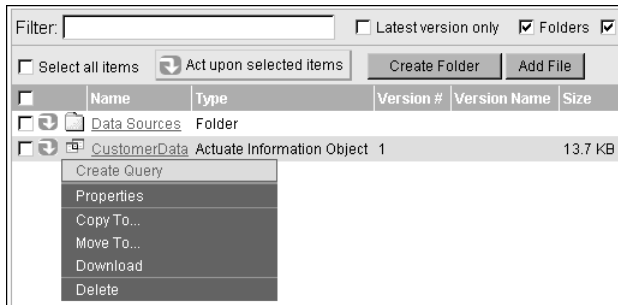 Filter: Latest version only Folders
Select all items Act upon selected items Create Folder Add File
Name Type Version # Version Name Size
Data Sources Folder
CustomerData Actuate Information Object 1 13.7 KB
Create Query
Properties
Copy To...
Move To...
Download
Delete